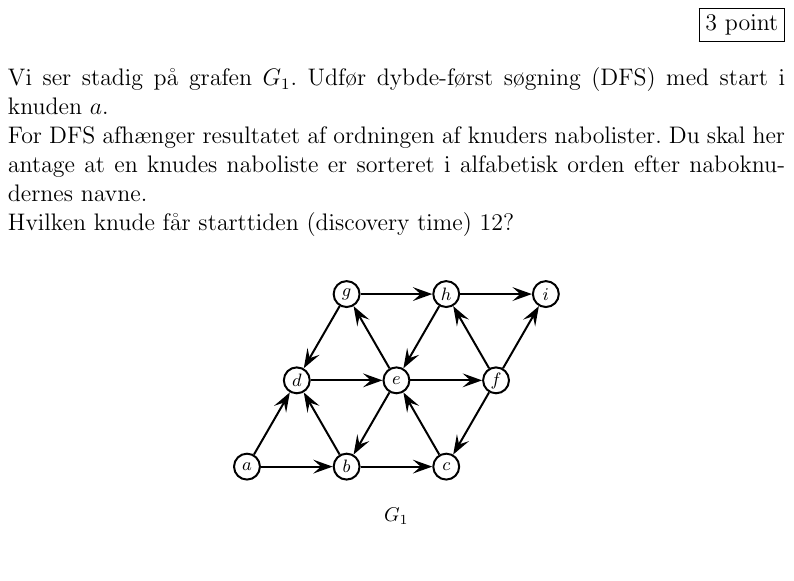 3 point
Vi ser stadig på grafen G₁. Udfør dybde-først søgning (DFS) med start i
knuden a.
For DFS afhænger resultatet af ordningen af knuders nabolister. Du skal her
antage at en knudes naboliste er sorteret i alfabetisk orden efter naboknu-
dernes navne.
Hvilken knude får starttiden (discovery time) 12?
g h i
d e f
a b c
G₁